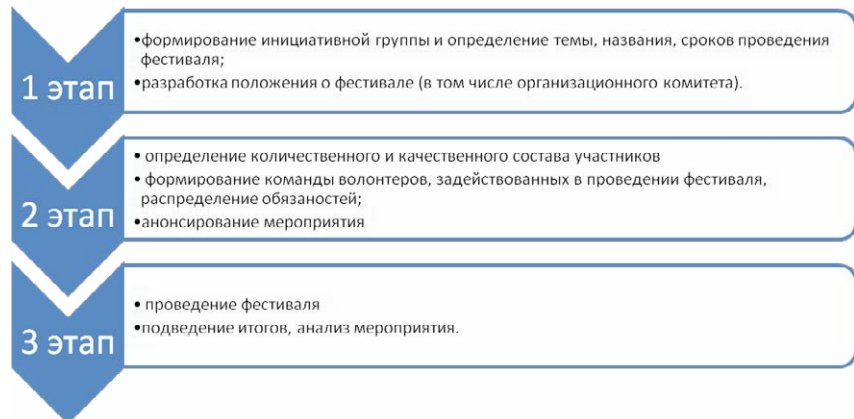 1 этап
•формирование инициативной группы и определение темы, названия, сроков проведения
фестиваля;
•разработка положения о фестивале (в том числе организационного комитета).
2 этап
• определение количественного и качественного состава участников
• формирование команды волонтеров, задействованных в проведении фестиваля,
распределение обязаностей;
•анонсирование мероприятия
3 этап
• проведение фестиваля
•подведение итогов, анализ мероприятия.